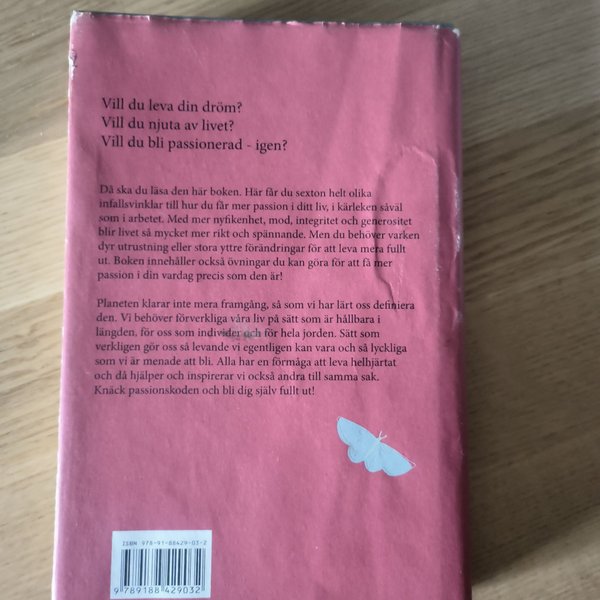 Vill du leva din dröm?
Vill du njuta av livet?
Vill du bli passionerad - igen?
Då ska du läsa den här boken. Här får du sexton helt olika
infallsvinklar till hur du får mer passion i ditt liv, i kärleken såväl
som i arbetet. Med mer nyfikenhet, mod, integritet och generositet
blir livet så mycket mer rikt och spännande. Men du behöver varken
dyr utrustning eller stora yttre förändringar för att leva mera fullt
ut. Boken innehåller också övningar du kan göra för att få mer
passion i din vardag precis som den är!
Planeten klarar inte mera framgång, så som vi har lärt oss definiera
den. Vi behöver förverkliga våra liv på sätt som är hållbara i
längden, för oss som individer och för hela jorden. Sätt som
verkligen gör oss så levande vi egentligen kan vara och så lyckliga
som vi är menade att bli. Alla har en förmåga att leva helhjärtat
och då hjälper och inspirerar vi också andra till samma sak.
Knäck passionskoden och bli dig själv fullt ut!
ISBN 978-91-88429-03-2
9 789188 429032